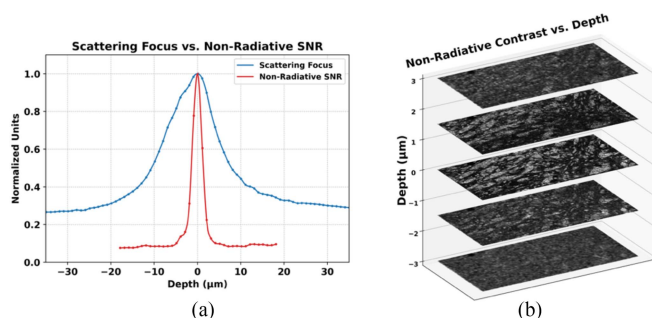 Scattering Focus vs. Non-Radiative SNR
Scattering Focus
Non-Radiative SNR
Normalized Units
1.0
0.8
0.6
0.4
0.2
0.0
−30
−20
−10
0
10
20
30
Depth (μm)
(a)
Non-Radiative Contrast vs. Depth
Depth (μm)
3
2
1
0
−1
−2
−3
(b)